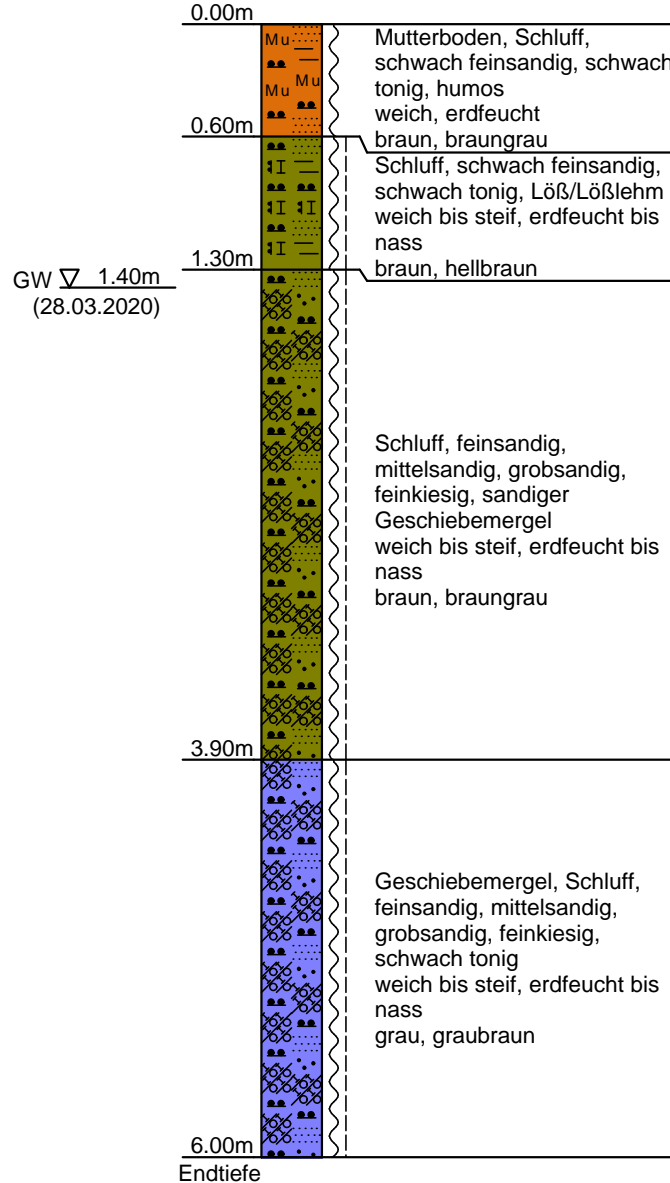 0.00m
Mu
Mu
Mu
Mutterboden, Schluff,
schwach feinsandig, schwach
tonig, humos
weich, erdfeucht
braun, braungrau
0.60m
Schluff, schwach feinsandig,
schwach tonig, Löß/Lößlehm
weich bis steif, erdfeucht bis
nass
braun, hellbraun
1.30m
GW 1.40m
(28.03.2020)
Schluff, feinsandig,
mittelsandig, grobsandig,
feinkiesig, sandiger
Geschiebemergel
weich bis steif, erdfeucht bis
nass
braun, braungrau
3.90m
Geschiebemergel, Schluff,
feinsandig, mittelsandig,
grobsandig, feinkiesig,
schwach tonig
weich bis steif, erdfeucht bis
nass
grau, graubraun
6.00m
Endtiefe